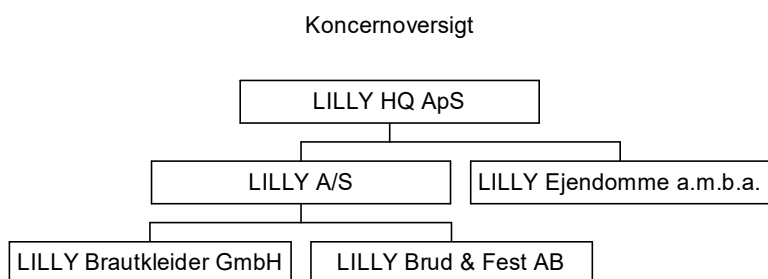 Koncernoversigt
LILLY HQ ApS
LILLY A/S
LILLY Ejendomme a.m.b.a.
LILLY Brautkleider GmbH
LILLY Brud & Fest AB